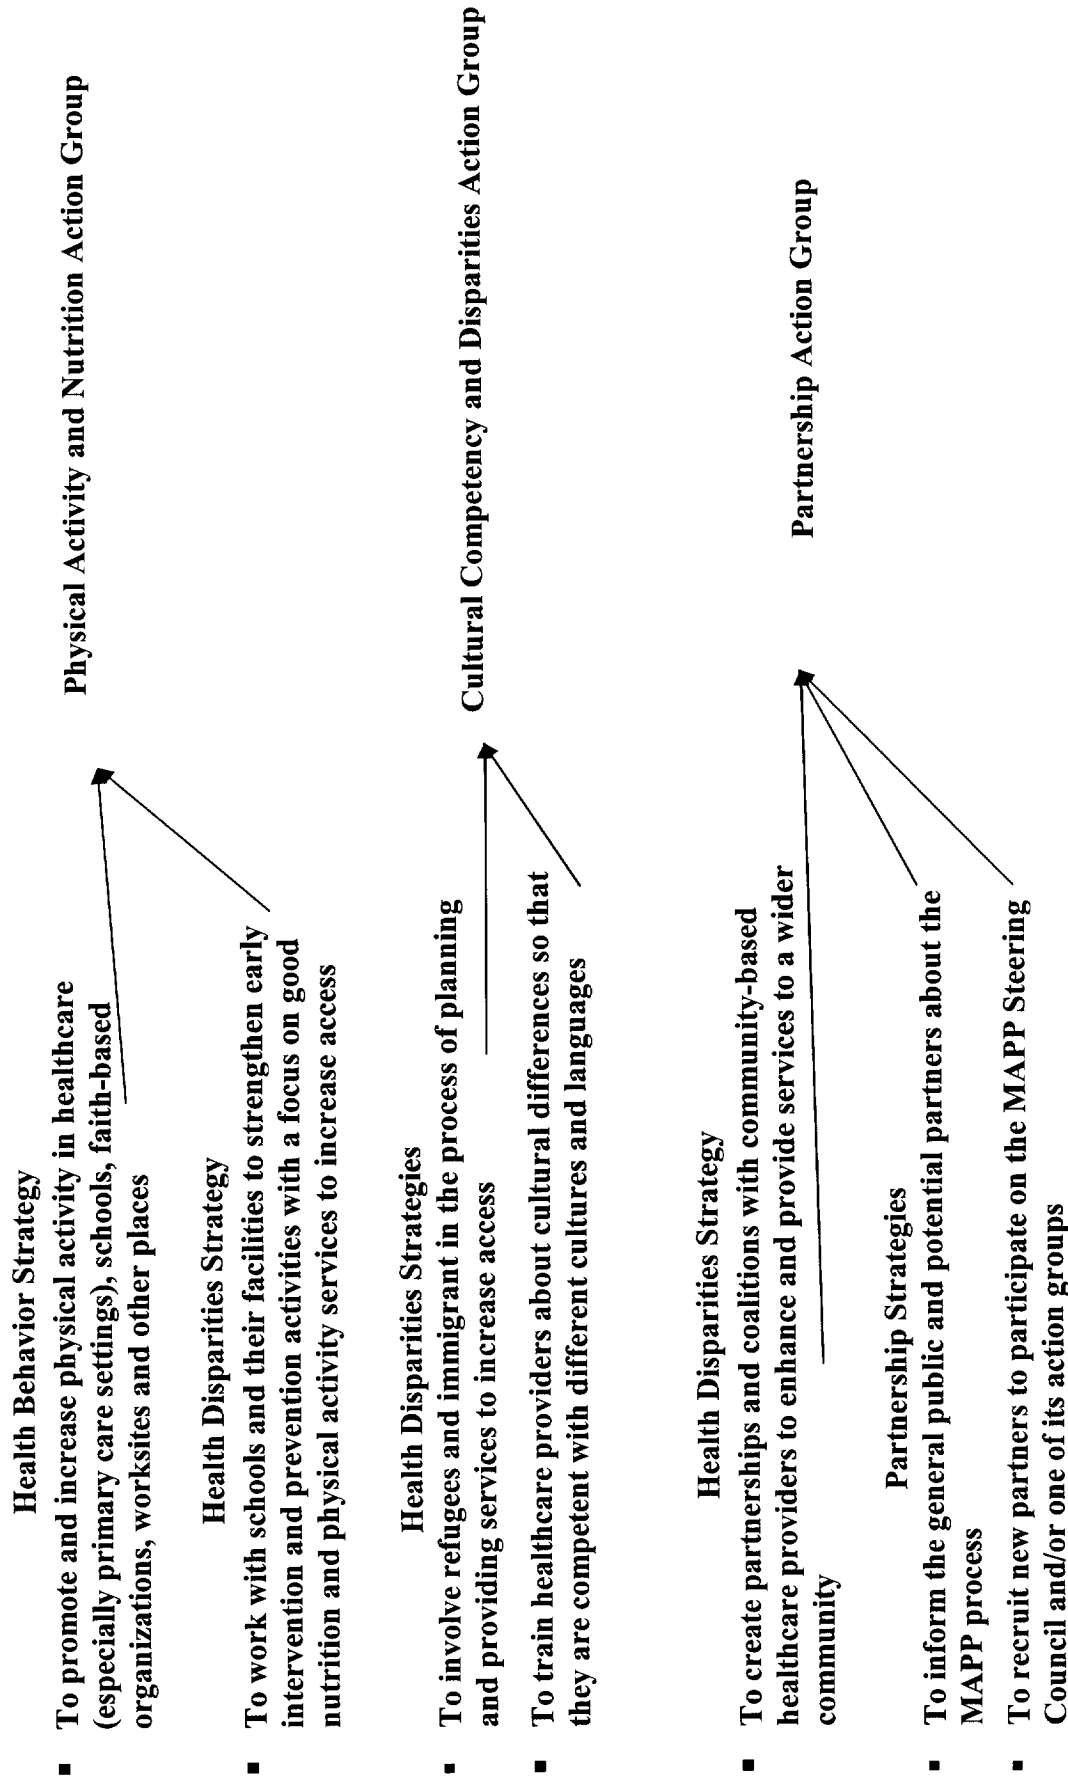 Health Behavior Strategy
▪ To promote and increase physical activity in healthcare
(especially primary care settings), schools, faith-based
organizations, worksites and other places
Physical Activity and Nutrition Action Group
Health Disparities Strategy
▪ To work with schools and their facilities to strengthen early
intervention and prevention activities with a focus on good
nutrition and physical activity services to increase access
Health Disparities Strategies
▪ To involve refugees and immigrant in the process of planning
and providing services to increase access
Cultural Competency and Disparities Action Group
▪ To train healthcare providers about cultural differences so that
they are competent with different cultures and languages
Health Disparities Strategy
▪ To create partnerships and coalitions with community-based
healthcare providers to enhance and provide services to a wider
community
Partnership Action Group
Partnership Strategies
▪ To inform the general public and potential partners about the
MAPP process
▪ To recruit new partners to participate on the MAPP Steering
Council and/or one of its action groups